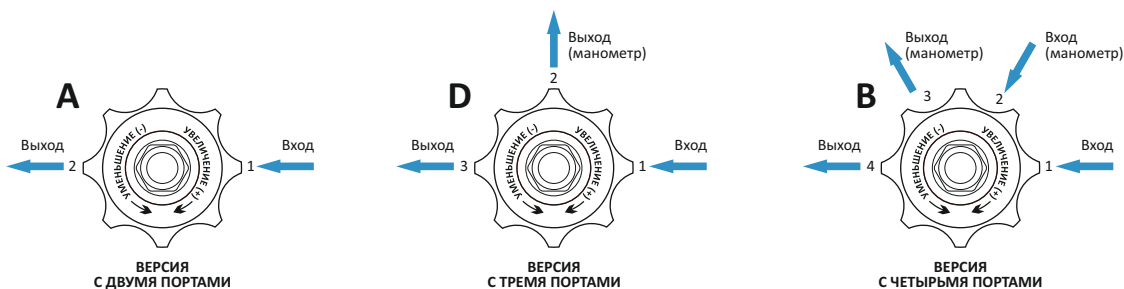 A
Выход
2
УМЕНЬШЕНИЕ (-)
УВЕЛИЧЕНИЕ (+)
1
Вход
ВЕРСИЯ
С ДВУМЯ ПОРТАМИ
D
Выход
(манометр)
2
Выход
3
УМЕНЬШЕНИЕ (-)
УВЕЛИЧЕНИЕ (+)
1
Вход
ВЕРСИЯ
С ТРЕМЯ ПОРТАМИ
B
Выход
(манометр)
3
Вход
(манометр)
2
Выход
4
УМЕНЬШЕНИЕ (-)
УВЕЛИЧЕНИЕ (+)
1
Вход
ВЕРСИЯ
С ЧЕТЫРЬМЯ ПОРТАМИ